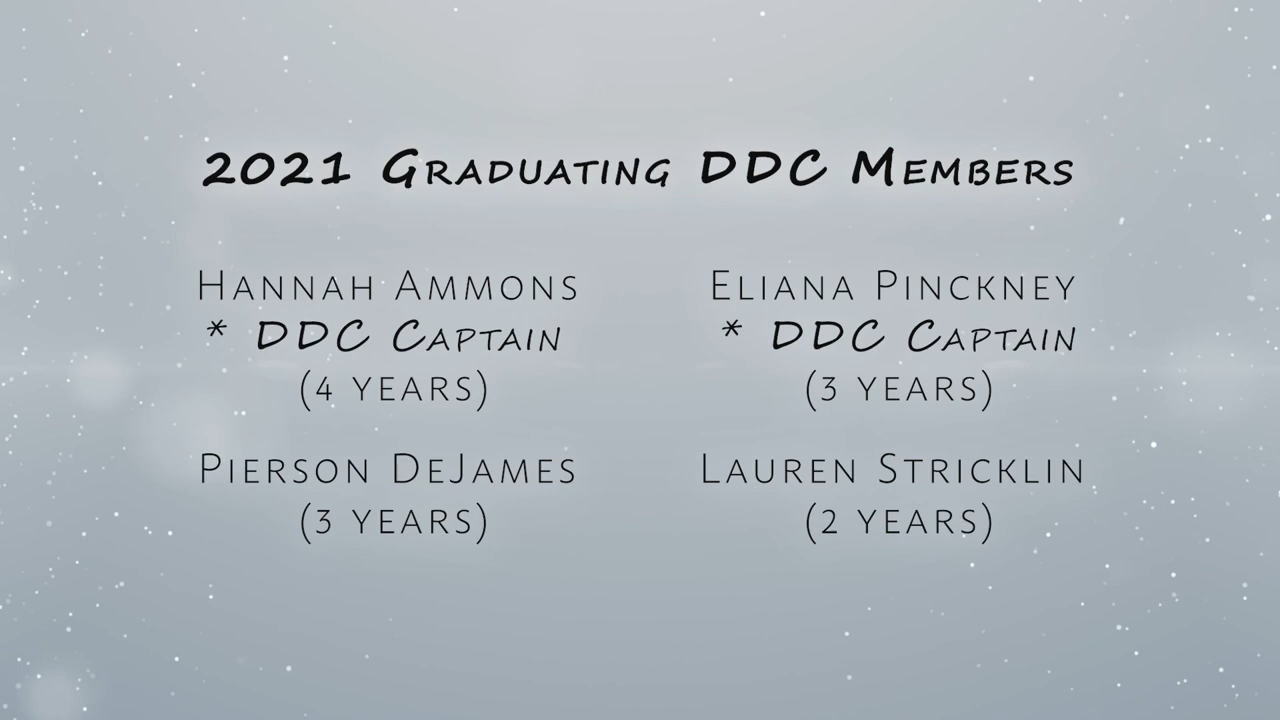 2021 Graduating DDC Members
Hannah Ammons
* DDC Captain
(4 years)
Eliana Pinckney
* DDC Captain
(3 years)
Pierson DeJames
(3 years)
Lauren Stricklin
(2 years)